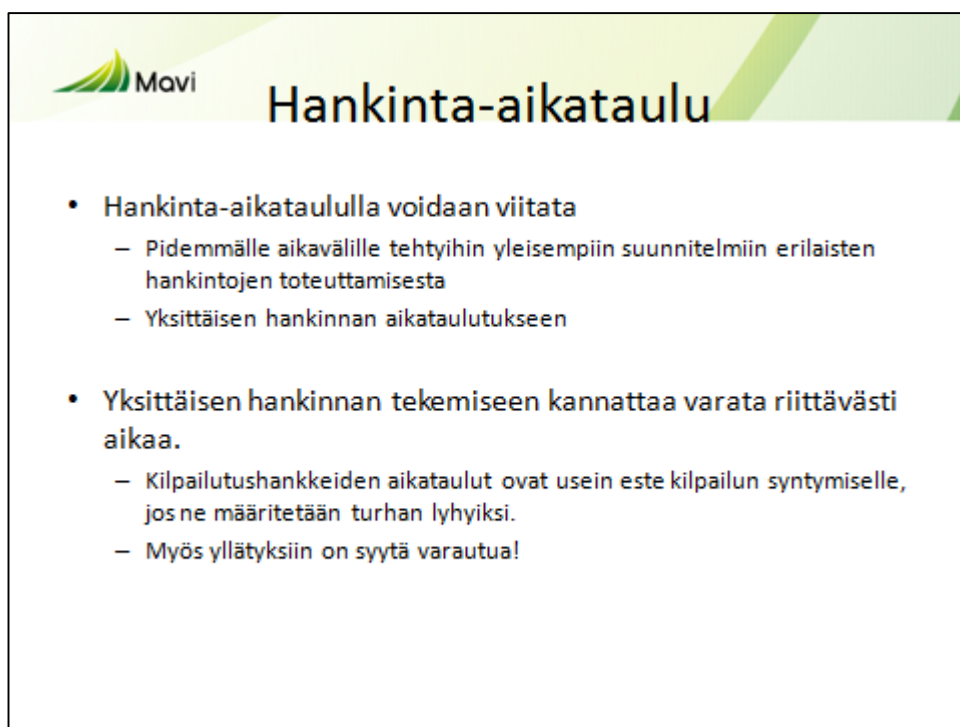 Mavi
Hankinta-aikataulu
• Hankinta-aikataululla voidaan viitata
– Pidemmälle aikavälille tehtyihin yleisempiin suunnitelmiin erilaisten
hankintojen toteuttamisesta
– Yksittäisen hankinnan aikataulutukseen
• Yksittäisen hankinnan tekemiseen kannattaa varata riittävästi
aikaa.
– Kilpailutushankkeiden aikataulut ovat usein este kilpailun syntymiselle,
jos ne määritetään turhan lyhyiksi.
– Myös yllätyksiin on syytä varautua!